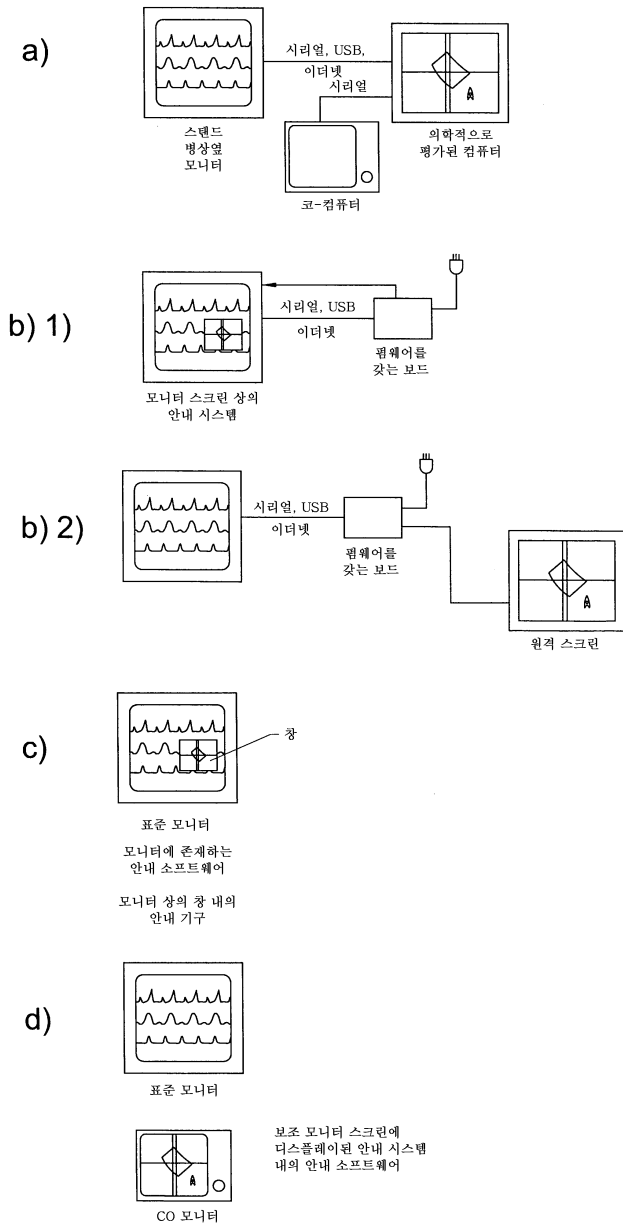 a)
시리얼, USB,
이더넷
시리얼
스탠드
병상옆
모니터
의학적으로
평가된 컴퓨터
코-컴퓨터
b) 1)
시리얼, USB
이더넷
펌웨어를
갖는 보드
모니터 스크린 상의
안내 시스템
b) 2)
시리얼, USB
이더넷
펌웨어를
갖는 보드
원격 스크린
c)
창
표준 모니터
모니터에 존재하는
안내 소프트웨어
모니터 상의 창 내의
안내 기구
d)
표준 모니터
보조 모니터 스크린에
디스플레이된 안내 시스템
내의 안내 소프트웨어
CO 모니터